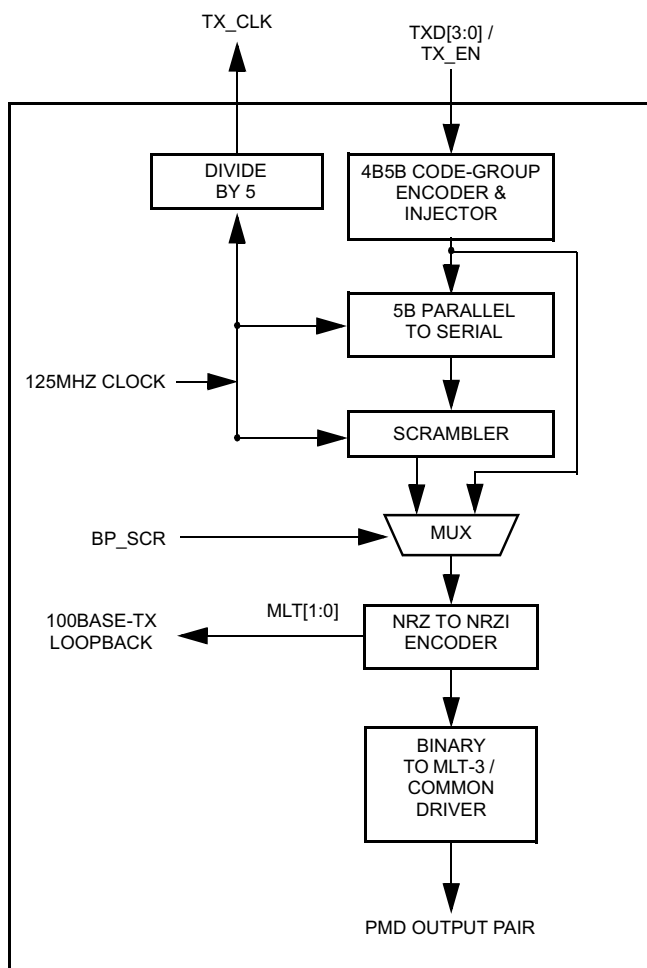 TX_CLK
TXD[3:0] /
TX_EN
DIVIDE
BY 5
4B5B CODE-GROUP
ENCODER &
INJECTOR
5B PARALLEL
TO SERIAL
125MHZ CLOCK
SCRAMBLER
BP_SCR
MUX
100BASE-TX
LOOPBACK
MLT[1:0]
NRZ TO NRZI
ENCODER
BINARY
TO MLT-3 /
COMMON
DRIVER
PMD OUTPUT PAIR